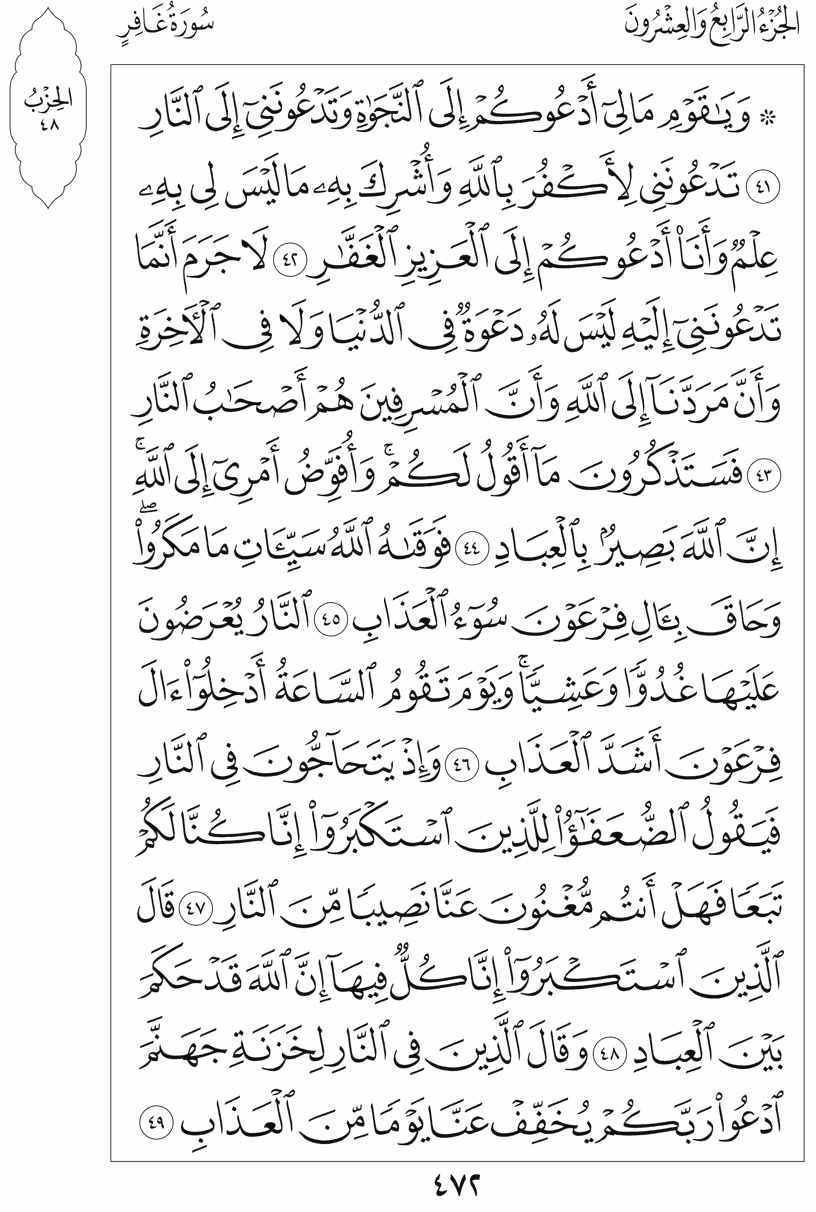 الجُزْءُ الرَّابِعُ وَالعِشْرُونَ
سُورَةُ غَافِرٍ
الحِزْبُ
٤٨
۞ وَيَٰقَوْمِ مَالِيٓ أَدْعُوكُمْ إِلَى ٱلنَّجَوٰةِ وَتَدْعُونَنِيٓ إِلَى ٱلنَّارِ
٤١ تَدْعُونَنِي لِأَكْفُرَ بِٱللَّهِ وَأُشْرِكَ بِهِۦ مَا لَيْسَ لِي بِهِۦ
عِلْمٌ وَأَنَا۠ أَدْعُوكُمْ إِلَى ٱلْعَزِيزِ ٱلْغَفَّٰرِ ٤٢ لَا جَرَمَ أَنَّمَا
تَدْعُونَنِيٓ إِلَيْهِ لَيْسَ لَهُۥ دَعْوَةٌ فِي ٱلدُّنْيَا وَلَا فِي ٱلْأٓخِرَةِ
وَأَنَّ مَرَدَّنَآ إِلَى ٱللَّهِ وَأَنَّ ٱلْمُسْرِفِينَ هُمْ أَصْحَٰبُ ٱلنَّارِ
٤٣ فَسَتَذْكُرُونَ مَآ أَقُولُ لَكُمْ ۚ وَأُفَوِّضُ أَمْرِيٓ إِلَى ٱللَّهِ ۚ
إِنَّ ٱللَّهَ بَصِيرٌۢ بِٱلْعِبَادِ ٤٤ فَوَقَىٰهُ ٱللَّهُ سَيِّـَٔاتِ مَا مَكَرُوا۟ ۖ
وَحَاقَ بِـَٔالِ فِرْعَوْنَ سُوٓءُ ٱلْعَذَابِ ٤٥ ٱلنَّارُ يُعْرَضُونَ
عَلَيْهَا غُدُوًّا وَعَشِيًّا ۚ وَيَوْمَ تَقُومُ ٱلسَّاعَةُ أَدْخِلُوٓا۟ ءَالَ
فِرْعَوْنَ أَشَدَّ ٱلْعَذَابِ ٤٦ وَإِذْ يَتَحَآجُّونَ فِي ٱلنَّارِ
فَيَقُولُ ٱلضُّعَفَٰٓؤُا۟ لِلَّذِينَ ٱسْتَكْبَرُوٓا۟ إِنَّا كُنَّا لَكُمْ
تَبَعًا فَهَلْ أَنتُم مُّغْنُونَ عَنَّا نَصِيبًا مِّنَ ٱلنَّارِ ٤٧ قَالَ
ٱلَّذِينَ ٱسْتَكْبَرُوٓا۟ إِنَّا كُلٌّ فِيهَآ إِنَّ ٱللَّهَ قَدْ حَكَمَ
بَيْنَ ٱلْعِبَادِ ٤٨ وَقَالَ ٱلَّذِينَ فِي ٱلنَّارِ لِخَزَنَةِ جَهَنَّمَ
ٱدْعُوا۟ رَبَّكُمْ يُخَفِّفْ عَنَّا يَوْمًا مِّنَ ٱلْعَذَابِ ٤٩
٤٧٢